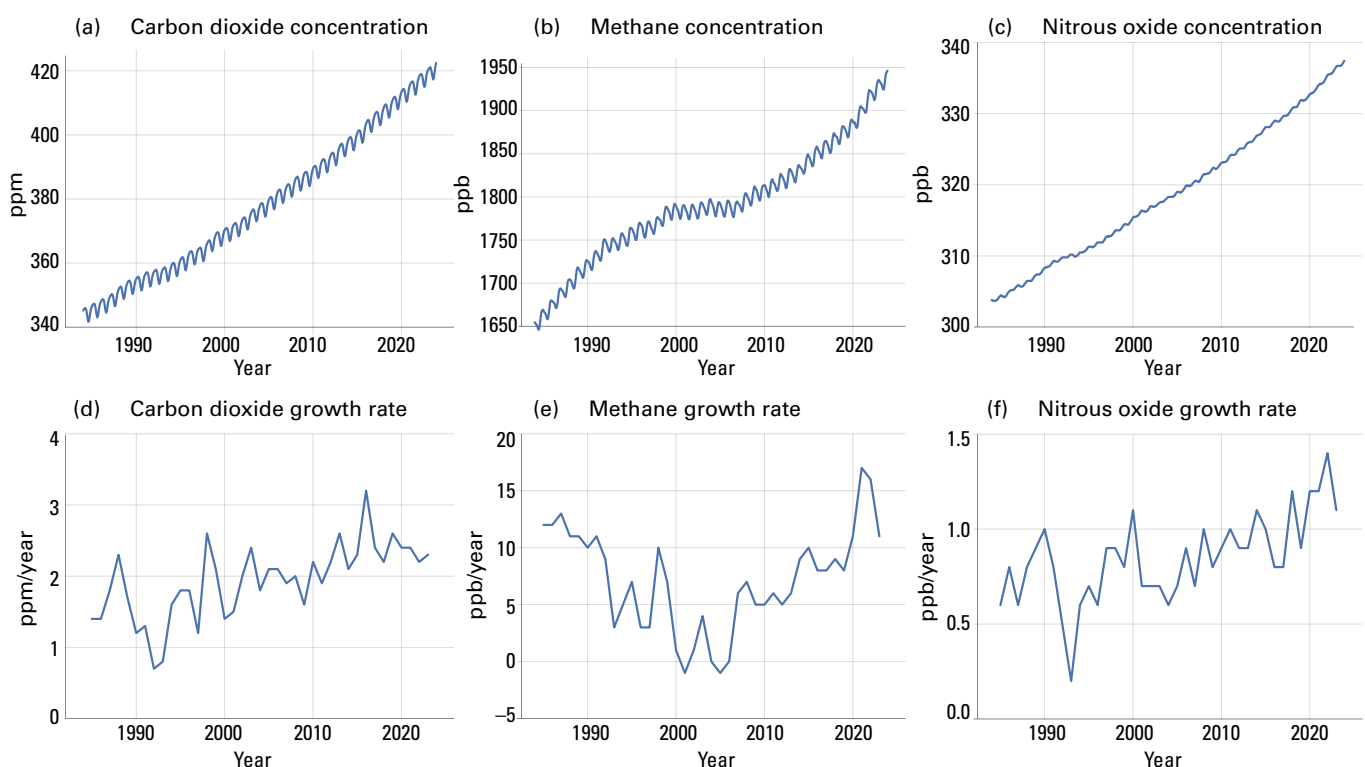 (a) Carbon dioxide concentration
ppm
420
400
380
360
340
1990 2000 2010 2020
Year
(b) Methane concentration
ppb
1950
1900
1850
1800
1750
1700
1650
1990 2000 2010 2020
Year
(c) Nitrous oxide concentration
ppb
340
330
320
310
300
1990 2000 2010 2020
Year
(d) Carbon dioxide growth rate
ppm/year
4
3
2
1
0
1990 2000 2010 2020
Year
(e) Methane growth rate
ppb/year
20
15
10
5
0
–5
1990 2000 2010 2020
Year
(f) Nitrous oxide growth rate
ppb/year
1.5
1.0
0.5
0.0
1990 2000 2010 2020
Year